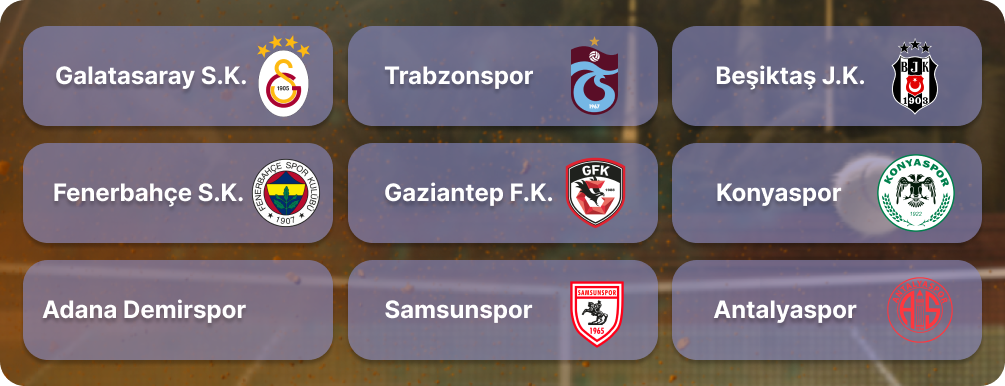 Galatasaray S.K.
1905
Trabzonspor
1967
Beşiktaş J.K.
BJK
1903
Fenerbahçe S.K.
FENERBAHÇE SPOR KULUBÜ
1907
Gaziantep F.K.
GFK
Konyaspor
KONYASPOR
1922
Adana Demirspor
Samsunspor
SAMSUNSPOR
1965
Antalyaspor